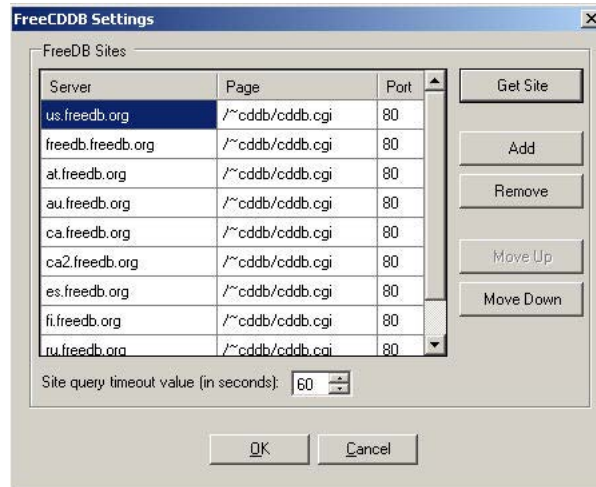 FreeCDDB Settings
FreeDB Sites
Server Page Port
us.freedb.org /~cddb/cddb.cgi 80
freedb.freedb.org /~cddb/cddb.cgi 80
at.freedb.org /~cddb/cddb.cgi 80
au.freedb.org /~cddb/cddb.cgi 80
ca.freedb.org /~cddb/cddb.cgi 80
ca2.freedb.org /~cddb/cddb.cgi 80
es.freedb.org /~cddb/cddb.cgi 80
fi.freedb.org /~cddb/cddb.cgi 80
ru.freedb.org /~cddb/cddb.cgi 80
Get Site
Add
Remove
Move Up
Move Down
Site query timeout value (in seconds): 60
OK Cancel